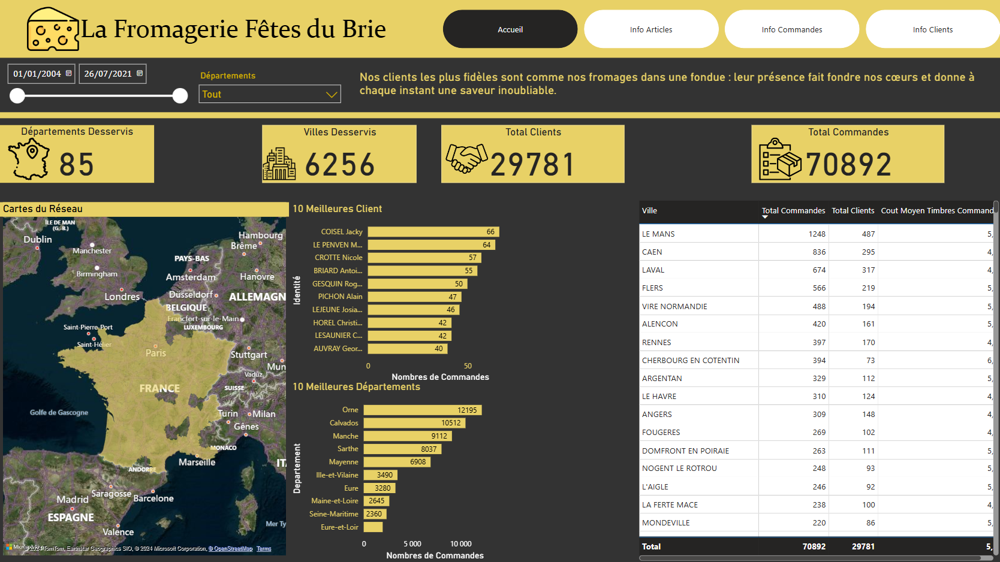 La Fromagerie Fêtes du Brie
Accueil
Info Articles
Info Commandes
Info Clients
01/01/2004
26/07/2021
Départements
Tout
Nos clients les plus fidèles sont comme nos fromages dans une fondue : leur présence fait fondre nos cœurs et donne à
chaque instant une saveur inoubliable.
Départements Desservis
85
Villes Desservis
6256
Total Clients
29781
Total Commandes
70892
Cartes du Réseau
ÎLE DE MAN
(G.-B.)
Dublin
Manchester
Birmingham
Londres
Hambourg
Brême
PAYS-BAS
Amsterdam
Hanovre
Düsseldorf
ALLEMAGN
BELGIQUE
Francfort-sur-le-Main
LUXEMBOURG
Saint-Pierre-Port
Saint-Hélier
Paris
Stuttgart
Mun
Vaduz
FRANCE
SUISSE
Golfe de Gascogne
Turin
Milan
Gênes
MONACO
Marseille
IT
ANDORRE
Saragosse
Barcelone
Madrid
ESPAGNE
Valence
Mer Ty
© 2024 TomTom, Earthstar Geographics SIO, © 2024 Microsoft Corporation, © OpenStreetMap Terms
10 Meilleures Client
Identité
COISEL Jacky 66
LE PENVEN M... 64
CROTTE Nicole 57
BRIARD Antoi... 55
GESQUIN Rog... 50
PICHON Alain 47
LEJEUNE Josia... 46
HOREL Christi... 42
LESAUNIER C... 42
AUVRAY Geor... 40
0 50
Nombres de Commandes
10 Meilleures Départements
Departement
Orne 12195
Calvados 10512
Manche 9112
Sarthe 8037
Mayenne 6908
Ille-et-Vilaine 3490
Eure 3280
Maine-et-Loire 2645
Seine-Maritime 2360
Eure-et-Loir
0 5 000 10 000
Nombres de Commandes
Ville Total Commandes Total Clients Cout Moyen Timbres Command
LE MANS 1248 487 5,
CAEN 836 295 4,
LAVAL 674 317 4,
FLERS 566 219 5,
VIRE NORMANDIE 488 194 5,
ALENCON 420 161 5,
RENNES 397 170 4,
CHERBOURG EN COTENTIN 394 73 6,
ARGENTAN 329 112 5,
LE HAVRE 310 124 4,
ANGERS 309 148 4,
FOUGERES 269 102 4,
DOMFRONT EN POIRAIE 263 111 5,
NOGENT LE ROTROU 248 93 5,
L'AIGLE 246 92 5,
LA FERTE MACE 238 100 4,
MONDEVILLE 220 86 5,
Total 70892 29781 5,